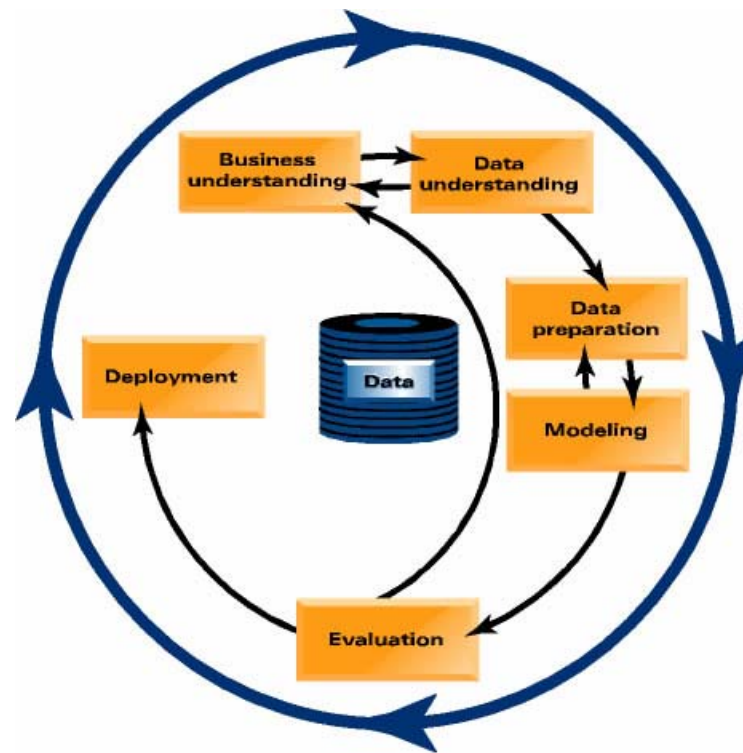 Business
understanding
Data
understanding
Data
preparation
Modeling
Evaluation
Deployment
Data